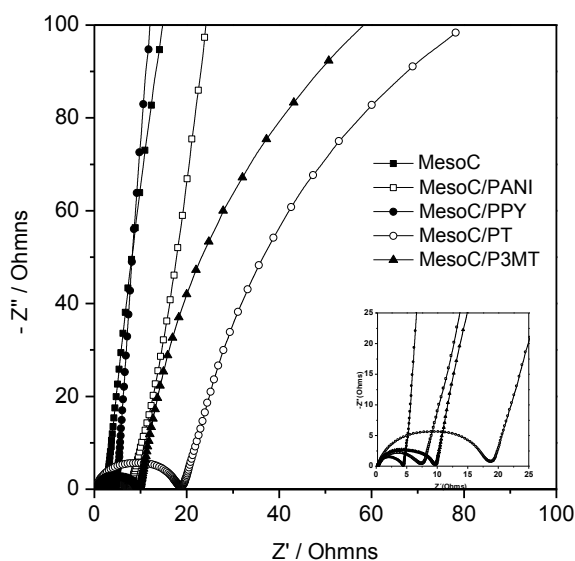 100
80
60
40
20
0
- Z'' / Ohmns
MesoC
MesoC/PANI
MesoC/PPY
MesoC/PT
MesoC/P3MT
25
20
15
10
5
0
-Z''(Ohms)
0 5 10 15 20 25
Z'(Ohms)
0 20 40 60 80 100
Z' / Ohmns